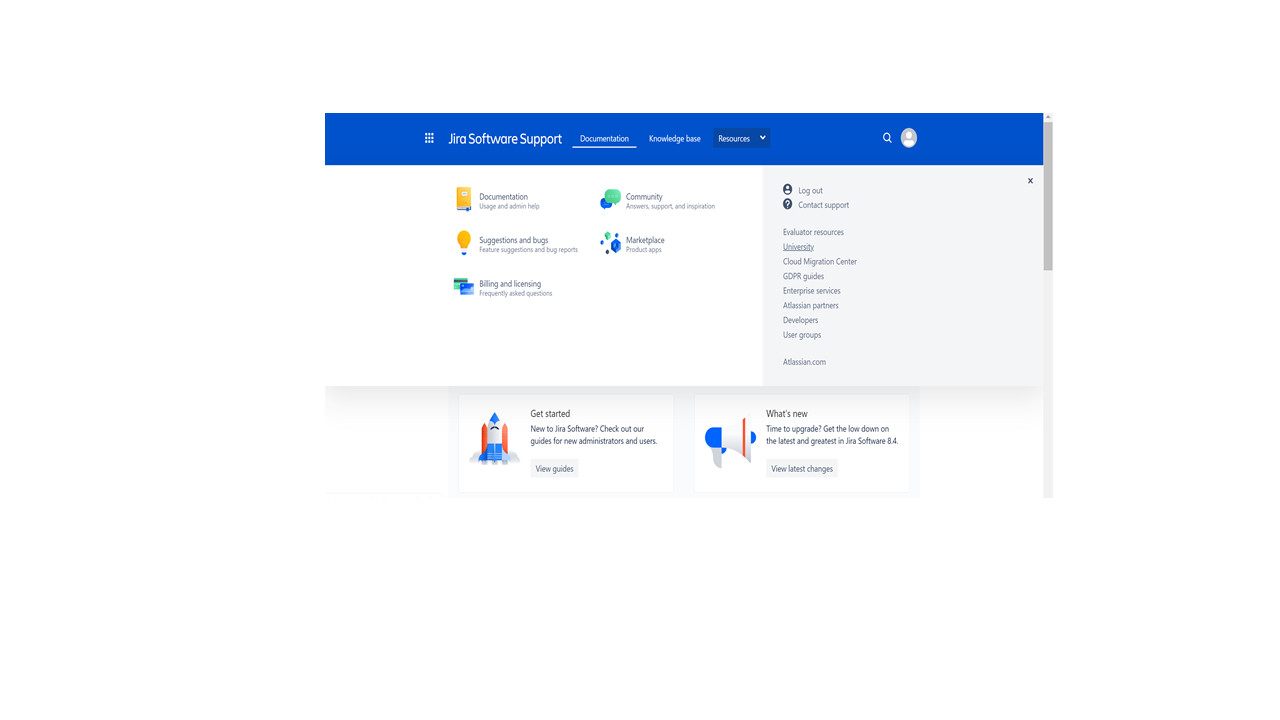 Jira Software Support
Documentation
Knowledge base
Resources
Documentation
Usage and admin help
Community
Answers, support, and inspiration
Suggestions and bugs
Feature suggestions and bug reports
Marketplace
Product apps
Billing and licensing
Frequently asked questions
x
Log out
Contact support
Evaluator resources
University
Cloud Migration Center
GDPR guides
Enterprise services
Atlassian partners
Developers
User groups
Atlassian.com
Get started
New to Jira Software? Check out our
guides for new administrators and users.
View guides
What's new
Time to upgrade? Get the low down on
the latest and greatest in Jira Software 8.4.
View latest changes